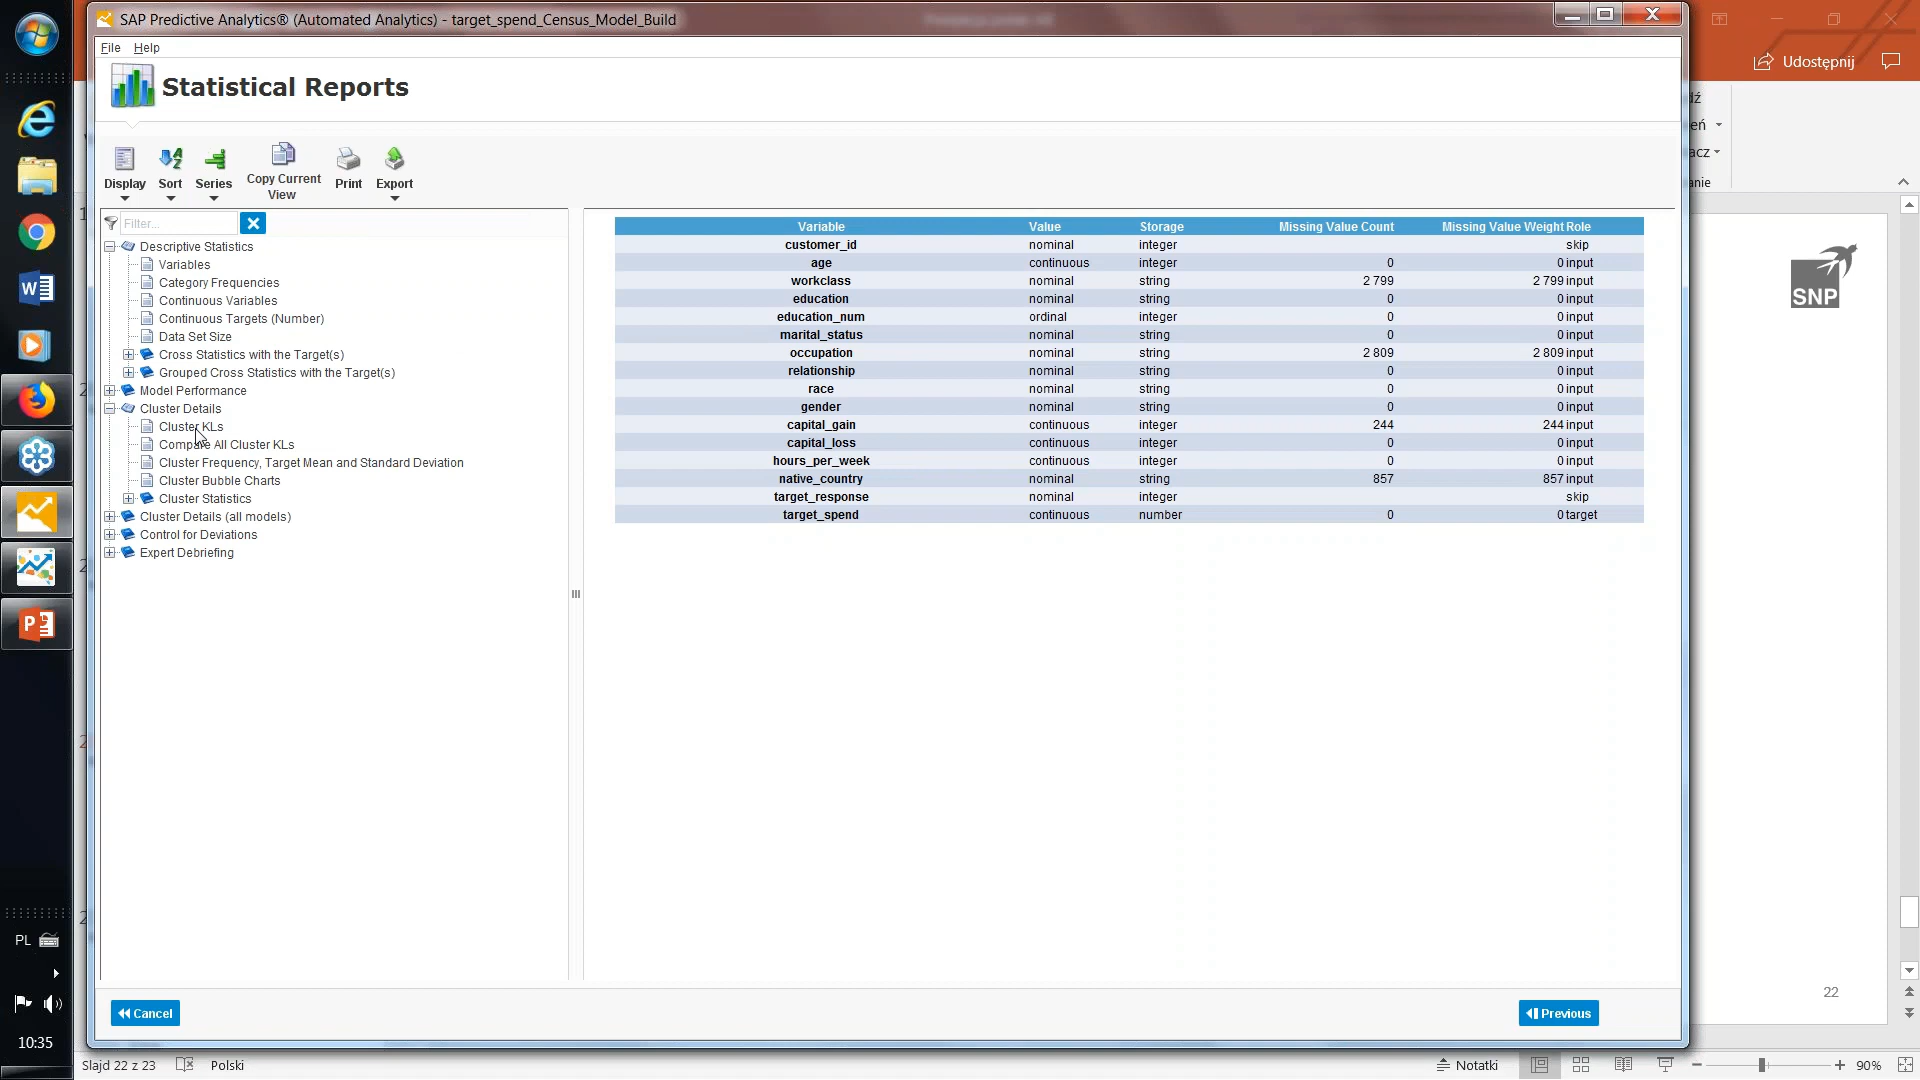 SAP Predictive Analytics® (Automated Analytics) - target_spend_Census_Model_Build
File Help
Statistical Reports
Udostępnij
Display Sort Series Copy Current View Print Export
Filter...
Descriptive Statistics
Variables
Category Frequencies
Continuous Variables
Continuous Targets (Number)
Data Set Size
Cross Statistics with the Target(s)
Grouped Cross Statistics with the Target(s)
Model Performance
Cluster Details
Cluster KLs
Compare All Cluster KLs
Cluster Frequency, Target Mean and Standard Deviation
Cluster Bubble Charts
Cluster Statistics
Cluster Details (all models)
Control for Deviations
Expert Debriefing
Variable Value Storage Missing Value Count Missing Value Weight Role
customer_id nominal integer skip
age continuous integer 0 0 input
workclass nominal string 2 799 2 799 input
education nominal string 0 0 input
education_num ordinal integer 0 0 input
marital_status nominal string 0 0 input
occupation nominal string 2 809 2 809 input
relationship nominal string 0 0 input
race nominal string 0 0 input
gender nominal string 0 0 input
capital_gain continuous integer 244 244 input
capital_loss continuous integer 0 0 input
hours_per_week continuous integer 0 0 input
native_country nominal string 857 857 input
target_response nominal integer skip
target_spend continuous number 0 0 target
SNP
22
Cancel
Previous
PL
10:35
Slajd 22 z 23 Polski Notatki 90%